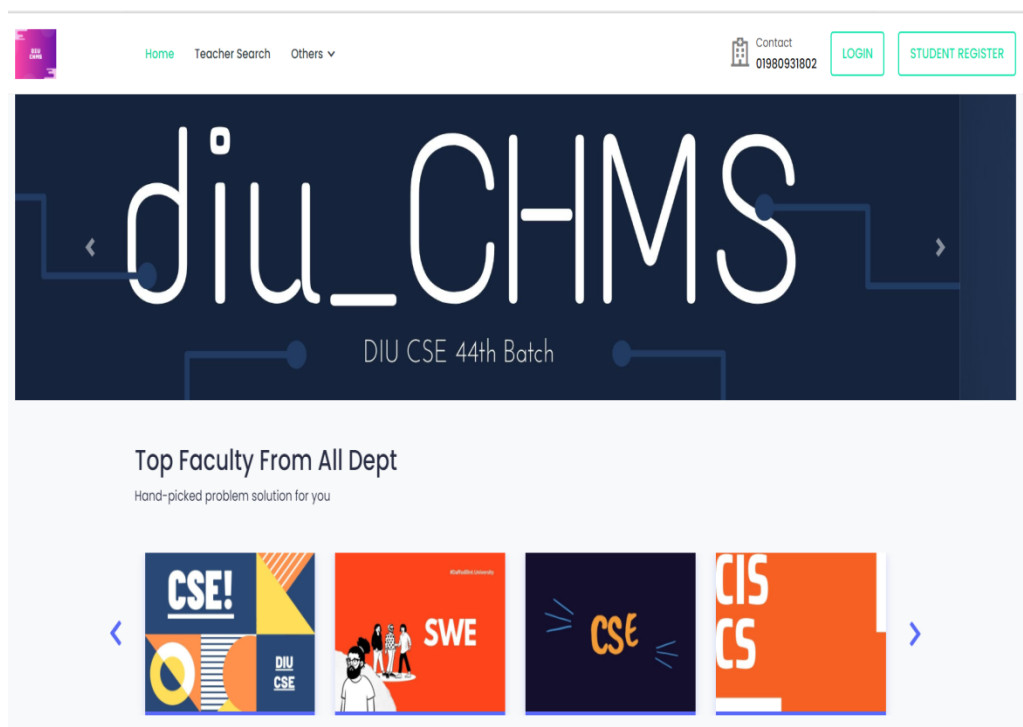 DIU
CHMS
Home Teacher Search Others
Contact
01980931802
LOGIN
STUDENT REGISTER
diu_CHMS
DIU CSE 44th Batch
Top Faculty From All Dept
Hand-picked problem solution for you
CSE!
DIU
CSE
SWE
CSE
CIS
CS